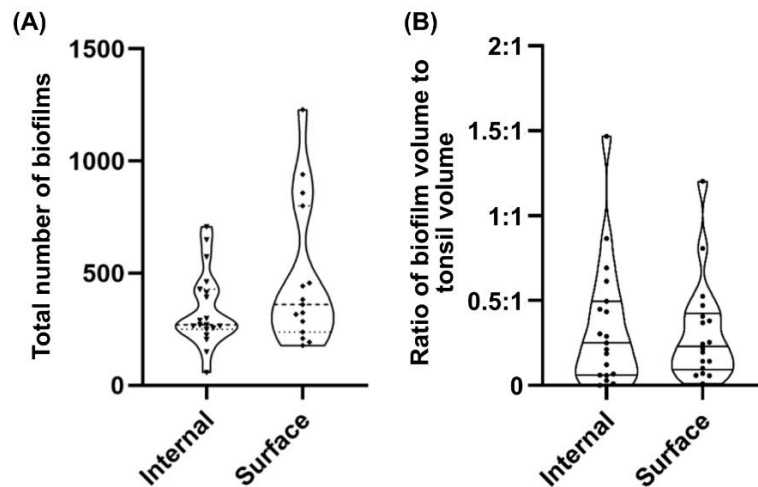 (A)
Total number of biofilms
1500
1000
500
0
Internal
Surface
(B)
Ratio of biofilm volume to
tonsil volume
2:1
1.5:1
1:1
0.5:1
0
Internal
Surface